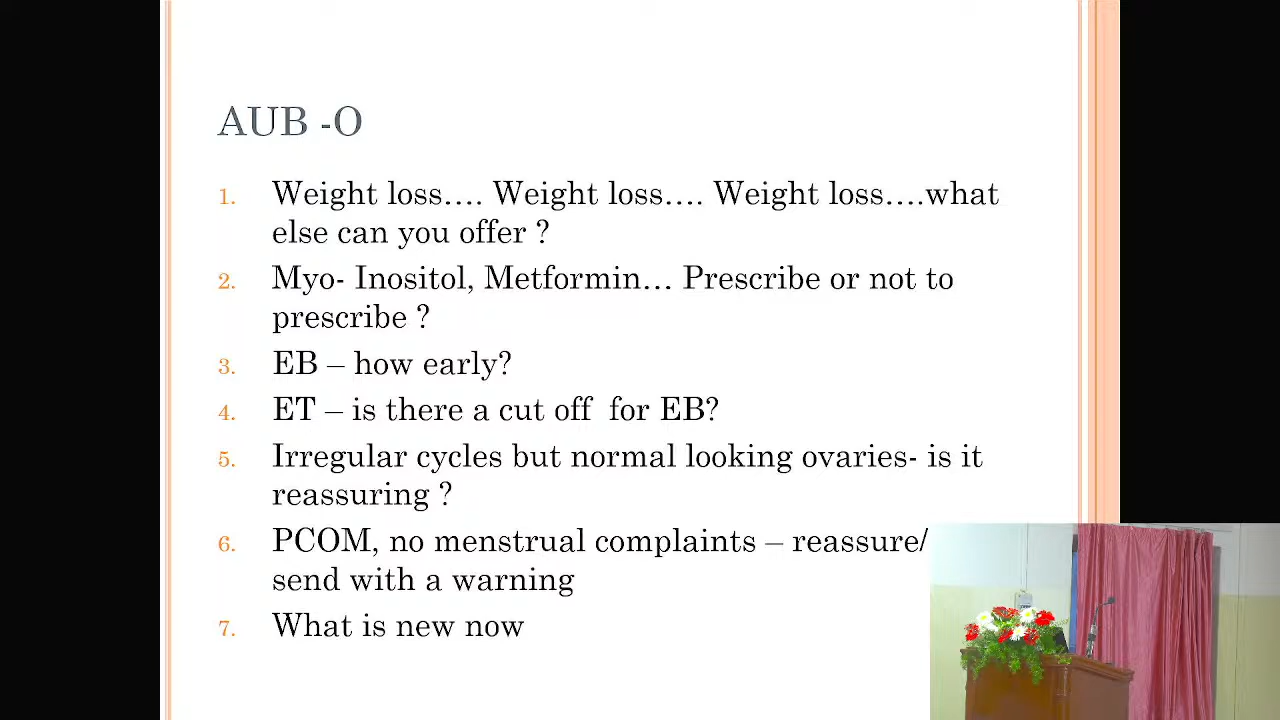 AUB -O
1. Weight loss.... Weight loss.... Weight loss....what
else can you offer ?
2. Myo- Inositol, Metformin... Prescribe or not to
prescribe ?
3. EB – how early?
4. ET – is there a cut off  for EB?
5. Irregular cycles but normal looking ovaries- is it
reassuring ?
6. PCOM, no menstrual complaints – reassure/
send with a warning
7. What is new now